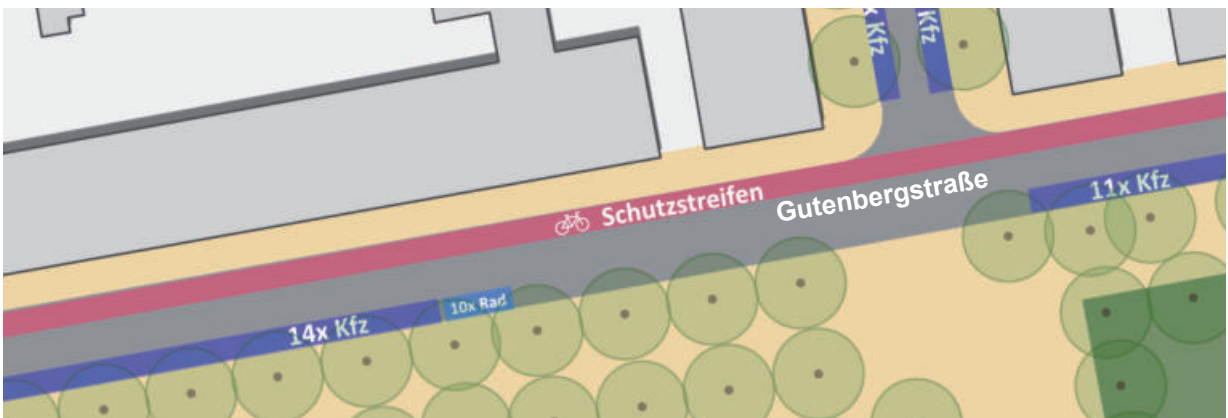 x Kfz
Kfz
11x Kfz
Gutenbergstraße
Schutzstreifen
10x Rad
14x Kfz